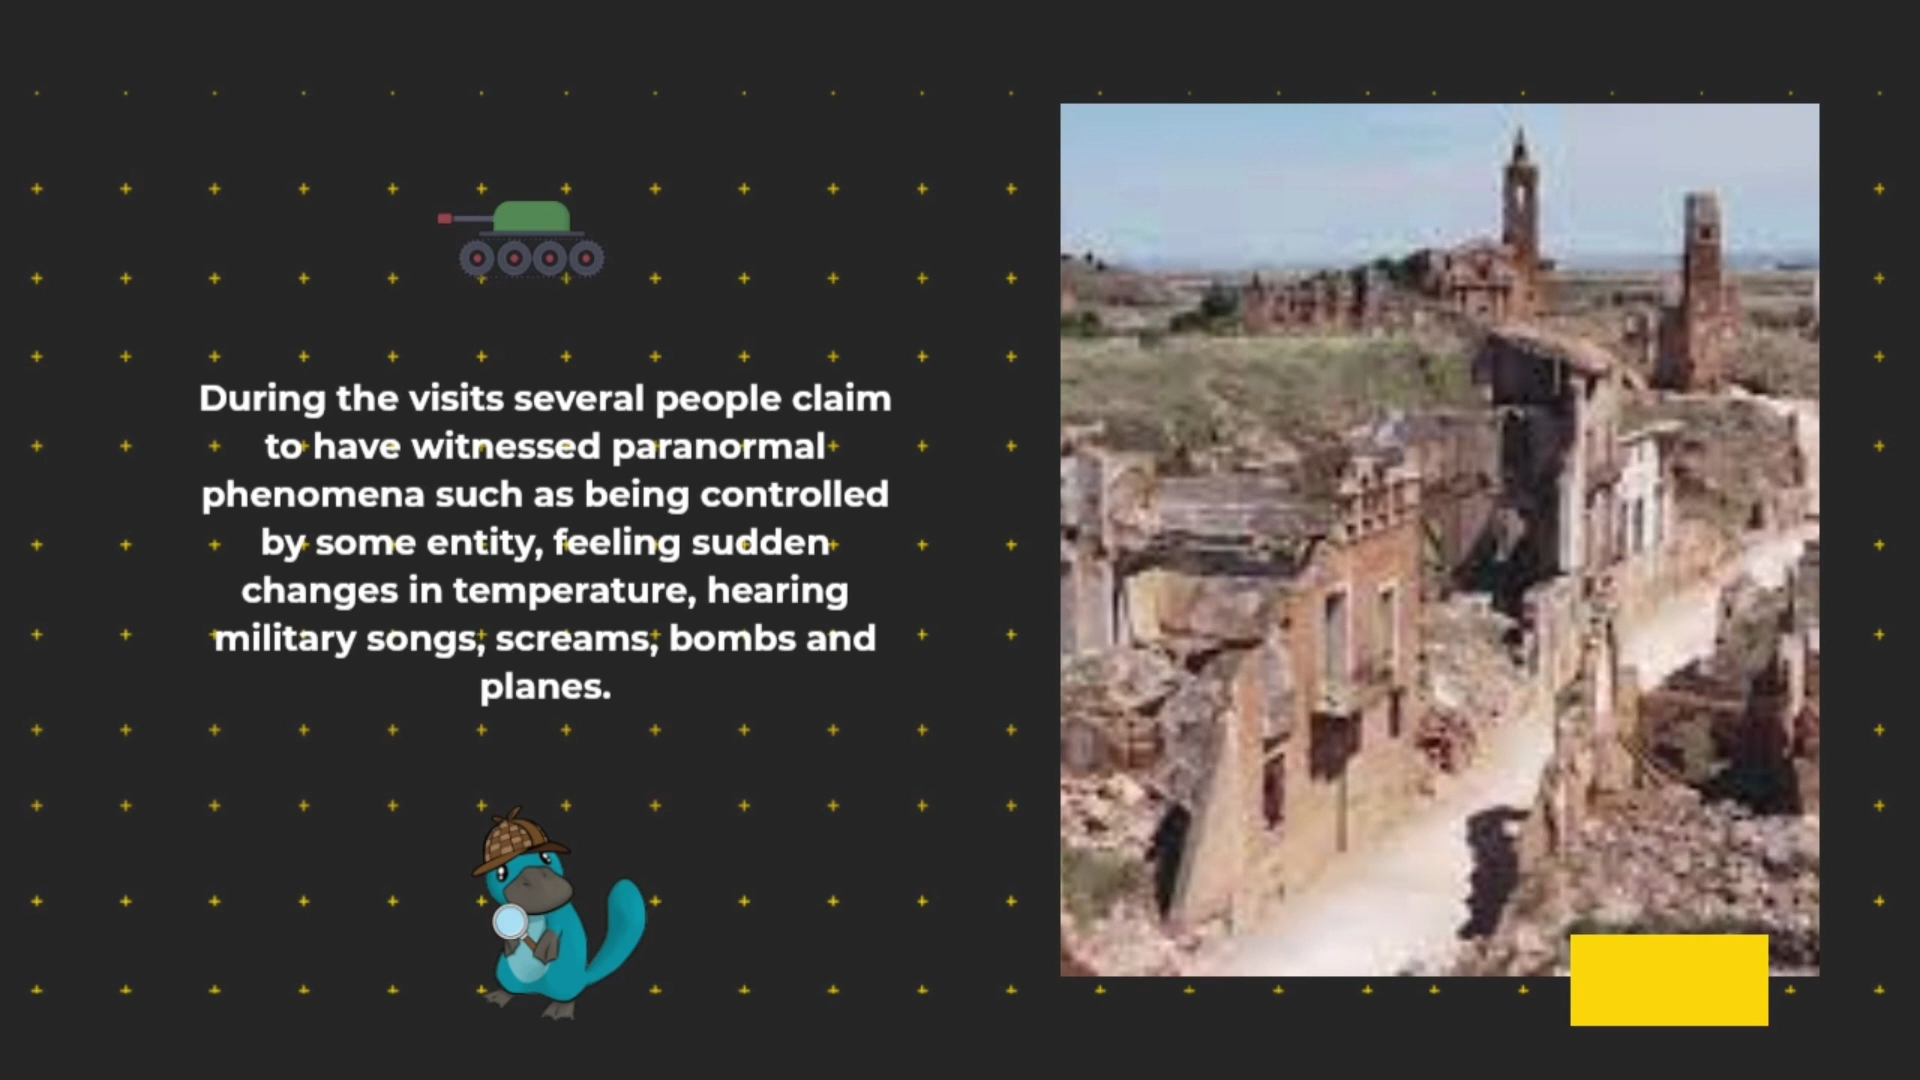 During the visits several people claim
to have witnessed paranormal
phenomena such as being controlled
by some entity, feeling sudden
changes in temperature, hearing
military songs, screams, bombs and
planes.